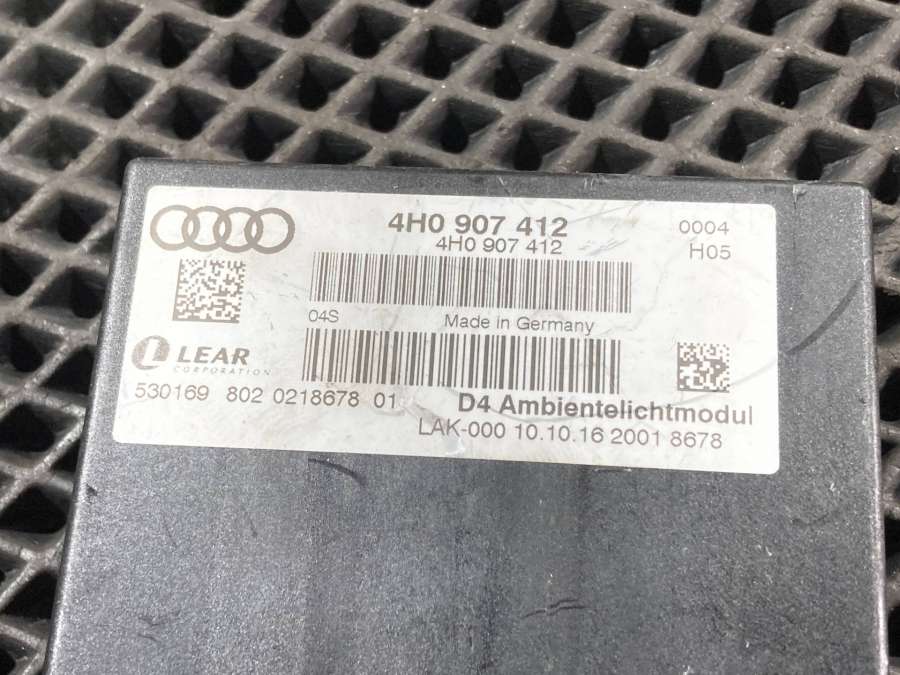 4H0 907 412
0004
4H0 907 412
H05
04S
Made in Germany
LEAR
CORPORATION
530169 802 0218678 01
D4 Ambientelichtmodul
LAK-000 10.10.16 2001 8678